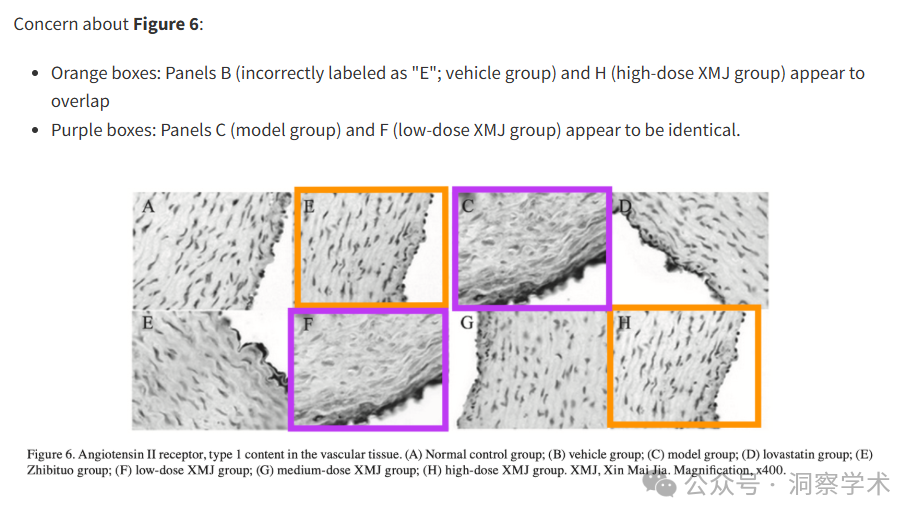 Concern about Figure 6:
• Orange boxes: Panels B (incorrectly labeled as "E"; vehicle group) and H (high-dose XMJ group) appear to
overlap
• Purple boxes: Panels C (model group) and F (low-dose XMJ group) appear to be identical.
A E C D
E F G H
Figure 6. Angiotensin II receptor, type 1 content in the vascular tissue. (A) Normal control group; (B) vehicle group; (C) model group; (D) lovastatin group; (E)
Zhibituo group; (F) low-dose XMJ group; (G) medium-dose XMJ group; (H) high-dose XMJ group. XMJ, Xin Mai Jia. Magnification, x400.
公众号 · 洞察学术